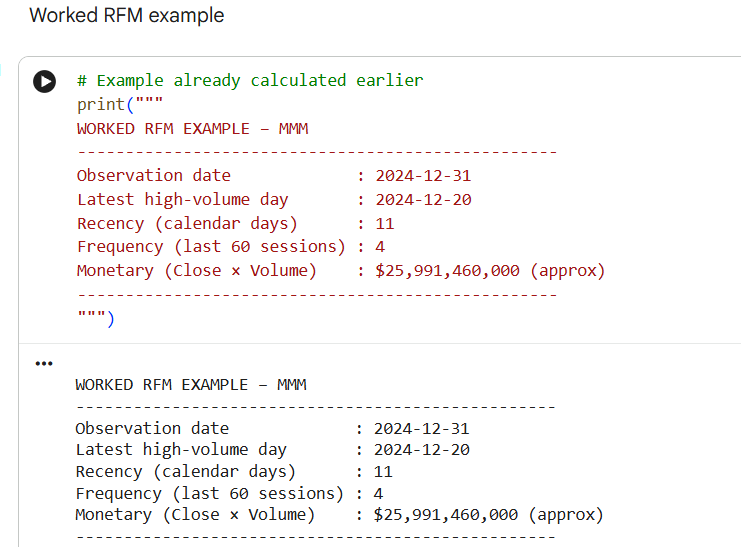 Worked RFM example
# Example already calculated earlier
print("""
WORKED RFM EXAMPLE – MMM
--------------------------------------------------
Observation date             : 2024-12-31
Latest high-volume day       : 2024-12-20
Recency (calendar days)      : 11
Frequency (last 60 sessions) : 4
Monetary (Close × Volume)    : $25,991,460,000 (approx)
--------------------------------------------------
""")
WORKED RFM EXAMPLE – MMM
--------------------------------------------------
Observation date             : 2024-12-31
Latest high-volume day       : 2024-12-20
Recency (calendar days)      : 11
Frequency (last 60 sessions) : 4
Monetary (Close × Volume)    : $25,991,460,000 (approx)
--------------------------------------------------